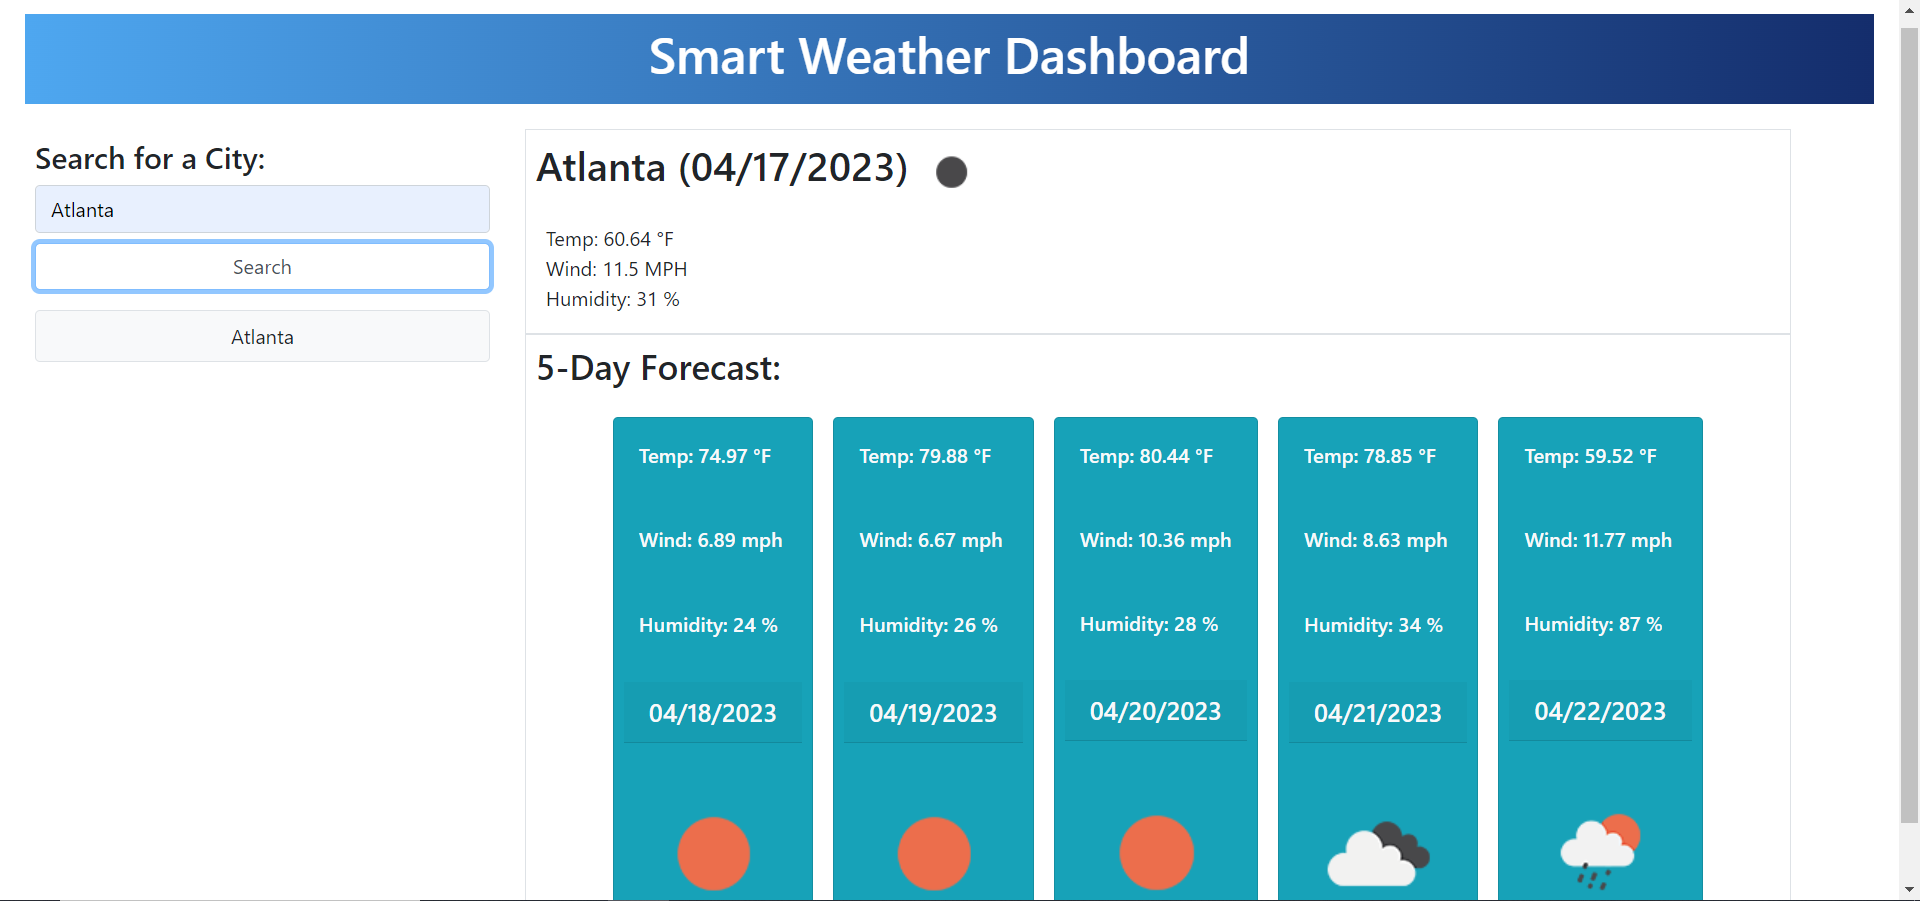 Smart Weather Dashboard
Search for a City:
Atlanta
Search
Atlanta
Atlanta (04/17/2023)
Temp: 60.64 °F
Wind: 11.5 MPH
Humidity: 31 %
5-Day Forecast:
Temp: 74.97 °F
Wind: 6.89 mph
Humidity: 24 %
04/18/2023
Temp: 79.88 °F
Wind: 6.67 mph
Humidity: 26 %
04/19/2023
Temp: 80.44 °F
Wind: 10.36 mph
Humidity: 28 %
04/20/2023
Temp: 78.85 °F
Wind: 8.63 mph
Humidity: 34 %
04/21/2023
Temp: 59.52 °F
Wind: 11.77 mph
Humidity: 87 %
04/22/2023